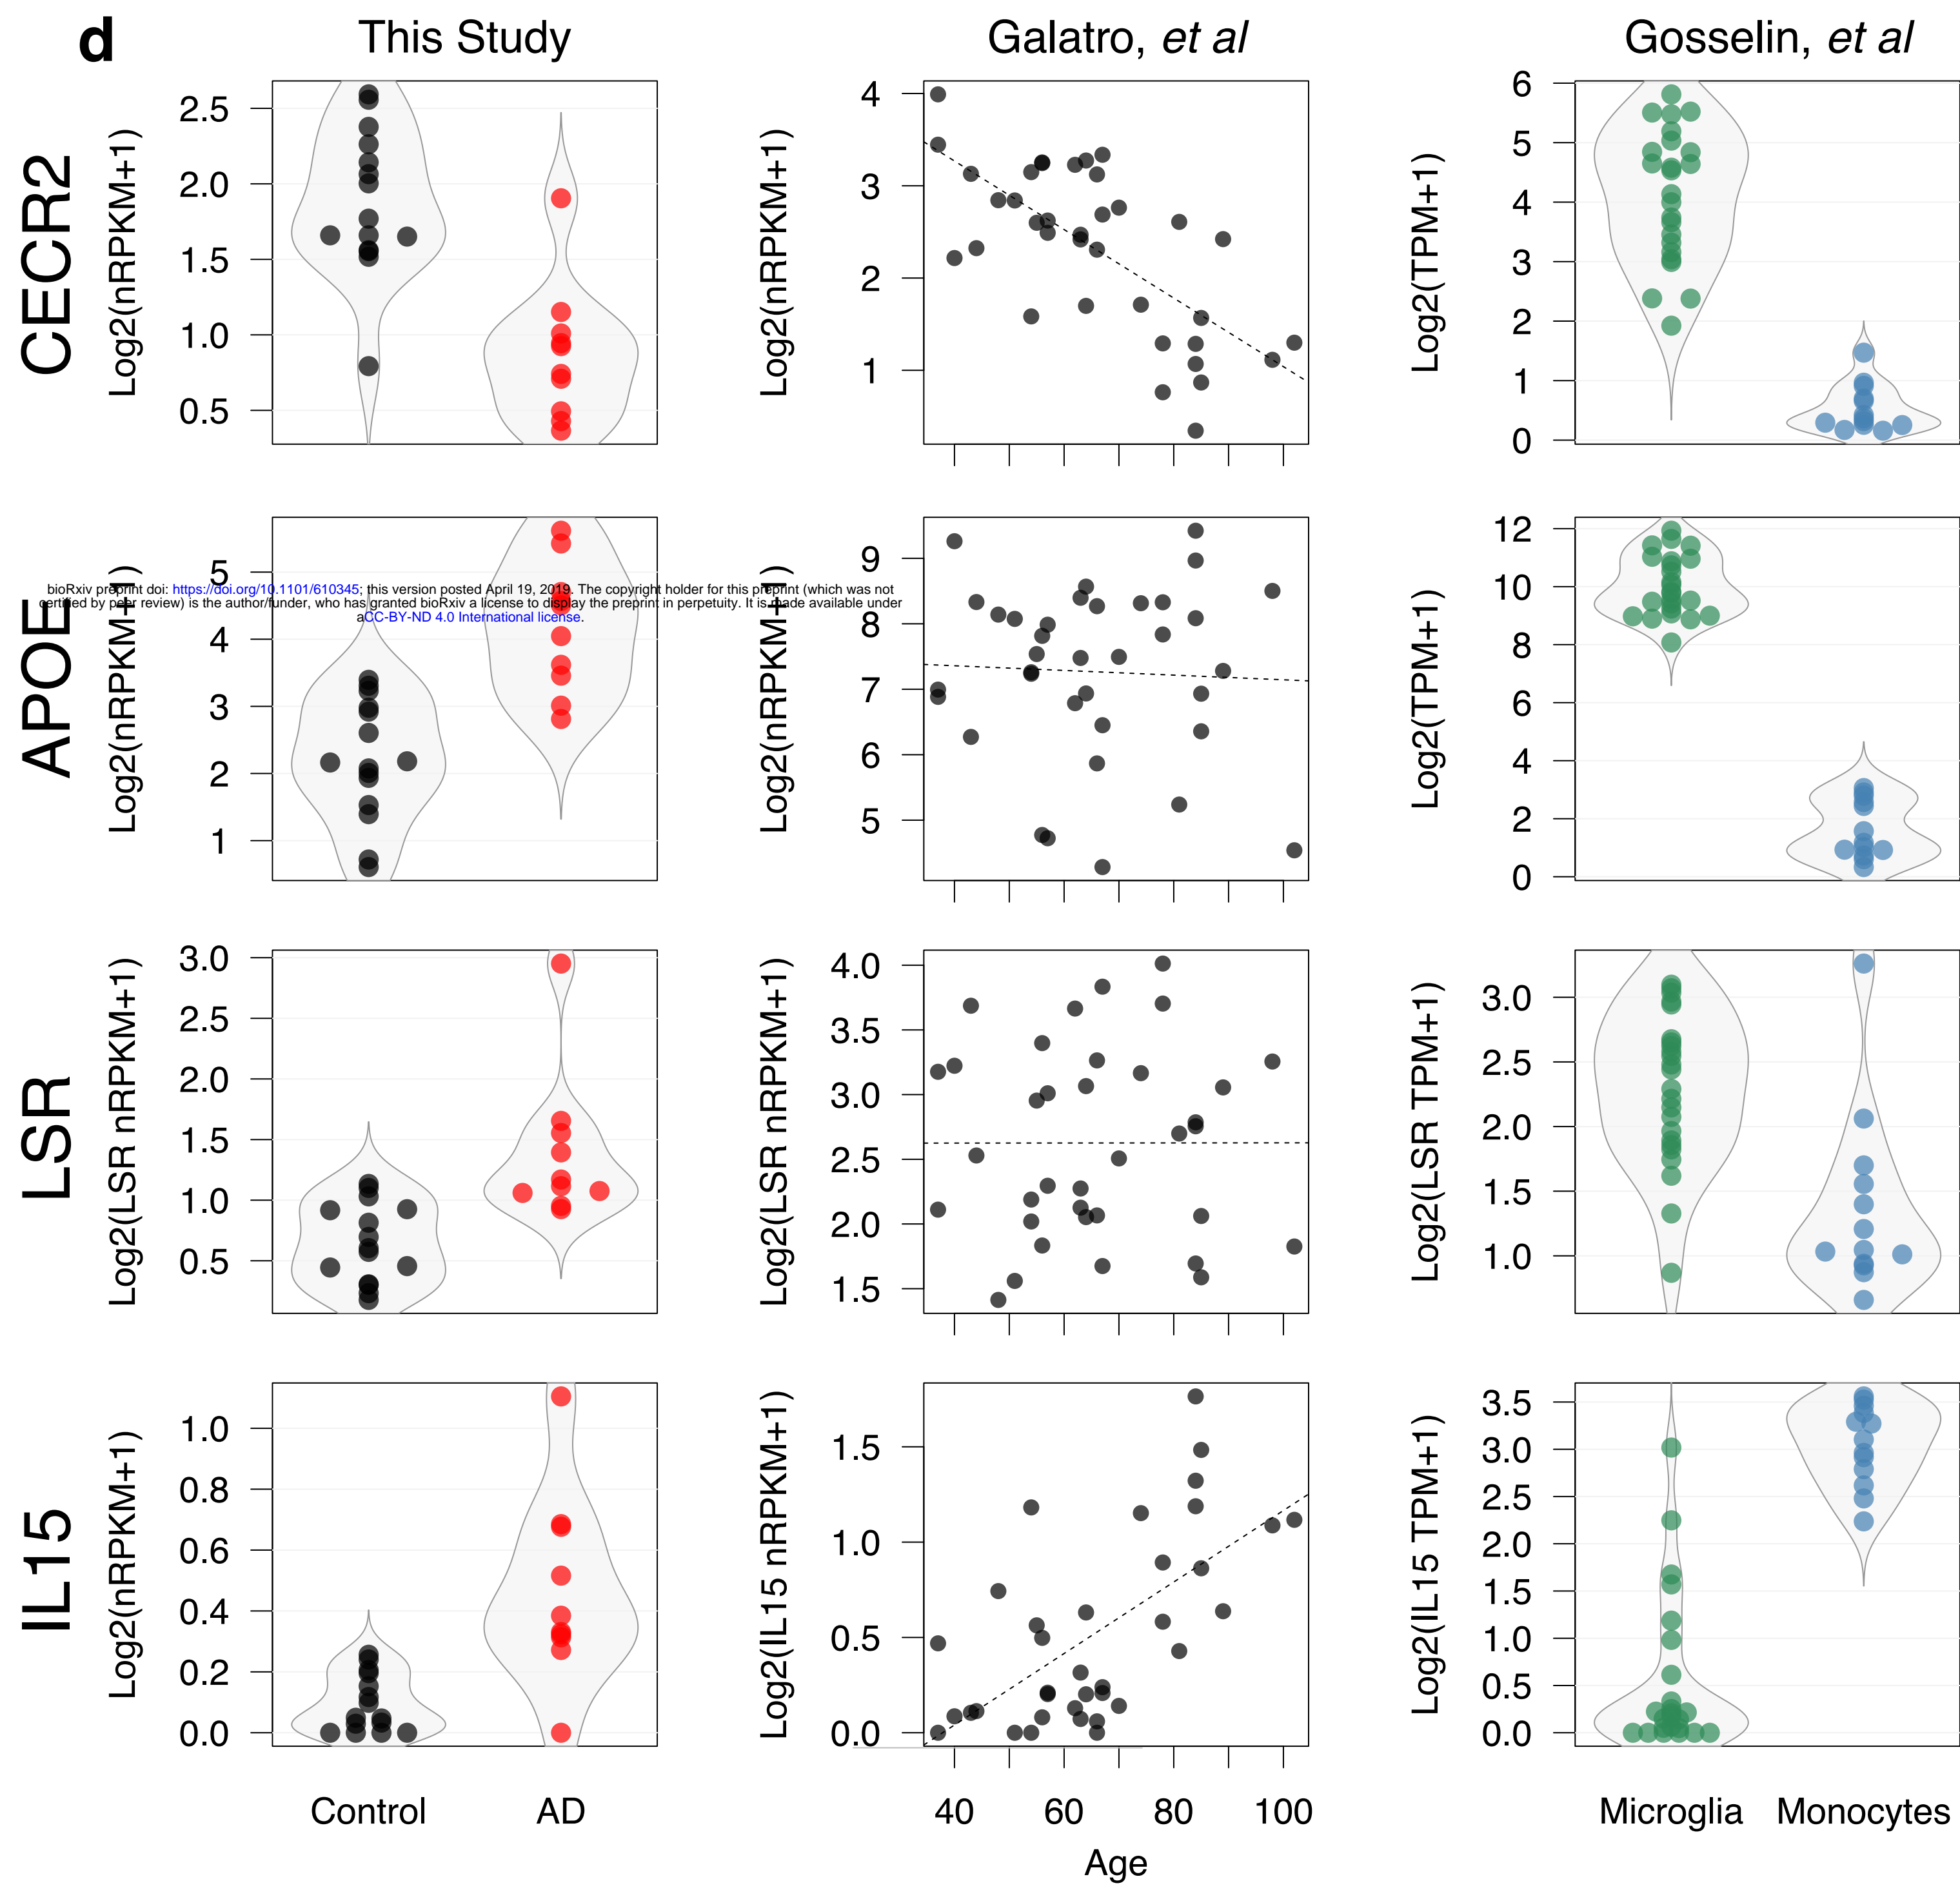 d
This Study
Galatro, et al
Gosselin, et al
CECR2
Log2(nRPKM+1)
2.5
2.0
1.5
1.0
0.5
Log2(nRPKM+1)
4
3
2
1
Log2(TPM+1)
6
5
4
3
2
1
0
APOE
Log2(nRPKM+1)
5
4
3
2
1
bioRxiv preprint doi: https://doi.org/10.1101/610345; this version posted April 19, 2019. The copyright holder for this preprint (which was not
certified by peer review) is the author/funder, who has granted bioRxiv a license to display the preprint in perpetuity. It is made available under
aCC-BY-ND 4.0 International license.
Log2(nRPKM+1)
9
8
7
6
5
Log2(TPM+1)
12
10
8
6
4
2
0
LSR
Log2(LSR nRPKM+1)
3.0
2.5
2.0
1.5
1.0
0.5
Log2(LSR nRPKM+1)
4.0
3.5
3.0
2.5
2.0
1.5
Log2(LSR TPM+1)
3.0
2.5
2.0
1.5
1.0
IL15
Log2(nRPKM+1)
1.0
0.8
0.6
0.4
0.2
0.0
Log2(IL15 nRPKM+1)
1.5
1.0
0.5
0.0
Log2(IL15 TPM+1)
3.5
3.0
2.5
2.0
1.5
1.0
0.5
0.0
Control AD
40 60 80 100
Age
Microglia Monocytes